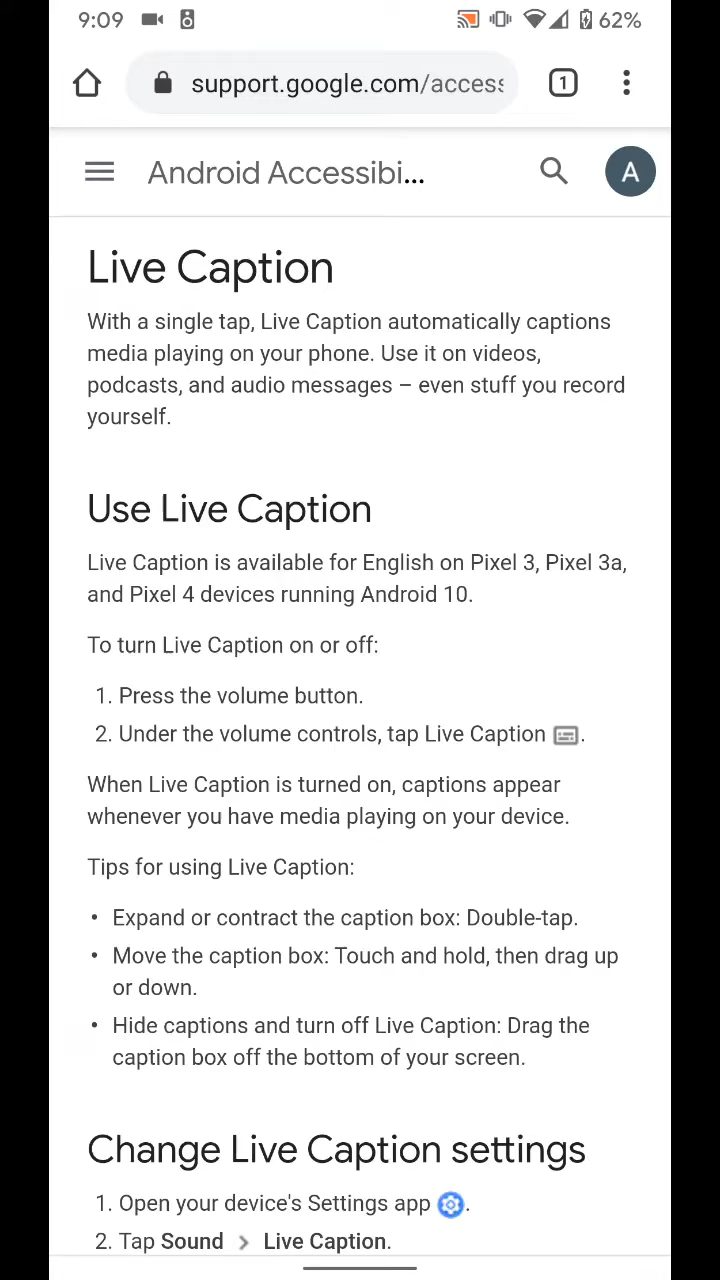 9:09 62%
support.google.com/access
1
Android Accessibi... A
Live Caption
With a single tap, Live Caption automatically captions
media playing on your phone. Use it on videos,
podcasts, and audio messages – even stuff you record
yourself.
Use Live Caption
Live Caption is available for English on Pixel 3, Pixel 3a,
and Pixel 4 devices running Android 10.
To turn Live Caption on or off:
1. Press the volume button.
2. Under the volume controls, tap Live Caption .
When Live Caption is turned on, captions appear
whenever you have media playing on your device.
Tips for using Live Caption:
• Expand or contract the caption box: Double-tap.
• Move the caption box: Touch and hold, then drag up
or down.
• Hide captions and turn off Live Caption: Drag the
caption box off the bottom of your screen.
Change Live Caption settings
1. Open your device's Settings app .
2. Tap Sound > Live Caption.